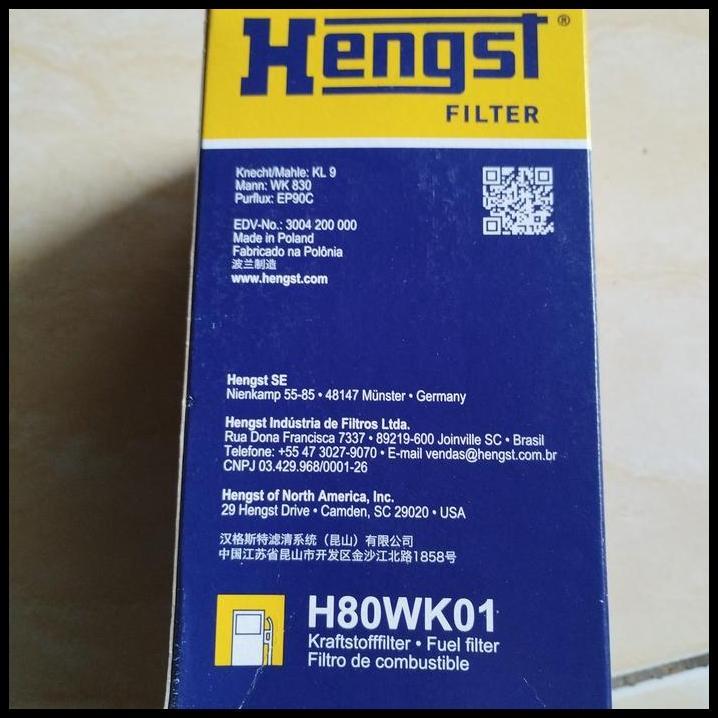 Hengst®
FILTER
Knecht/Mahle: KL 9
Mann: WK 830
Purflux: EP90C
EDV-No.: 3004 200 000
Made in Poland
Fabricado na Polônia
波兰制造
www.hengst.com
Hengst SE
Nienkamp 55-85 • 48147 Münster • Germany
Hengst Indústria de Filtros Ltda.
Rua Dona Francisca 7337 • 89219-600 Joinville SC • Brasil
Telefone: +55 47 3027-9070 • E-mail vendas@hengst.com.br
CNPJ 03.429.968/0001-26
Hengst of North America, Inc.
29 Hengst Drive • Camden, SC 29020 • USA
汉格斯特滤清系统（昆山）有限公司
中国江苏省昆山市开发区金沙江北路1858号
H80WK01
Kraftstofffilter • Fuel filter
Filtro de combustible